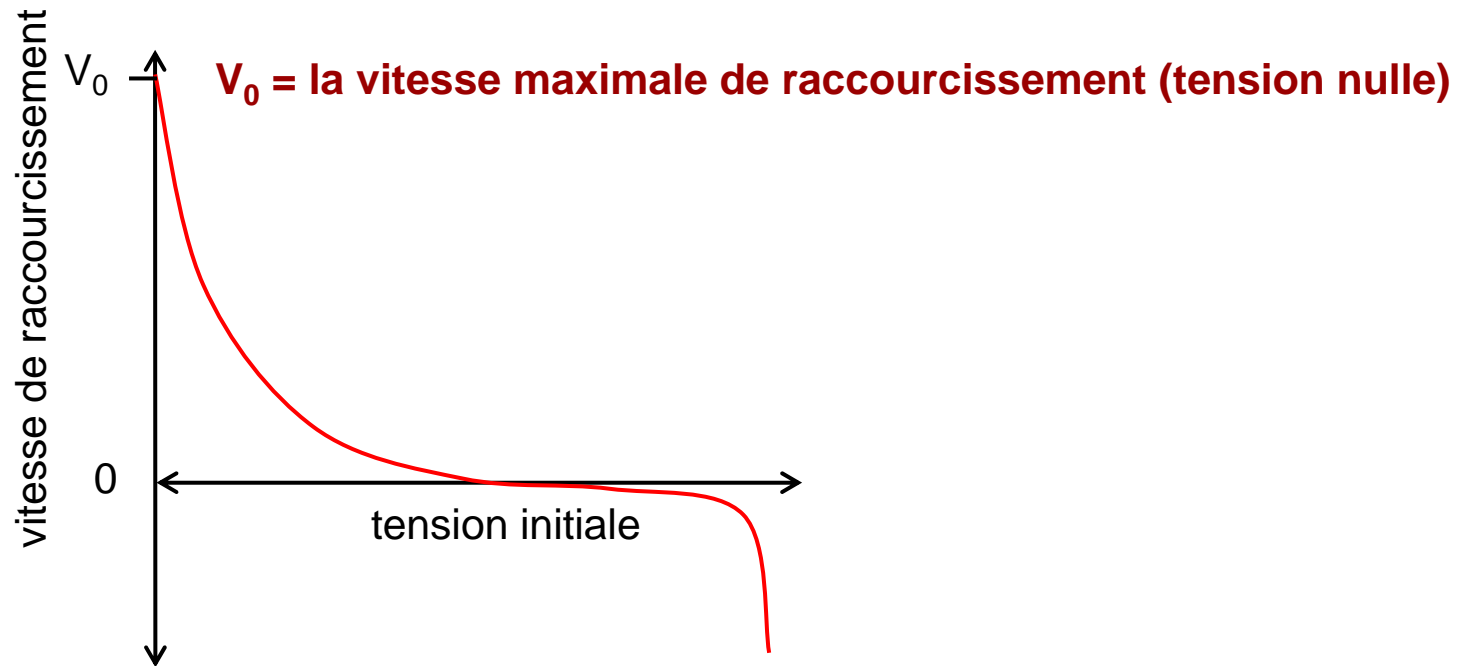 vitesse de raccourcissement
V₀
V₀ = la vitesse maximale de raccourcissement (tension nulle)
0
tension initiale